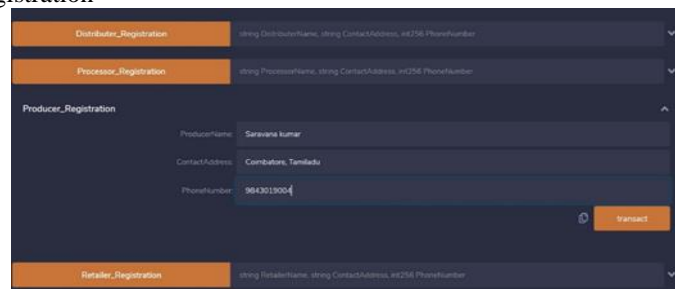 gistration
Distributer_Registration string DistributerName, string ContactAddress, int256 PhoneNumber
Processor_Registration string ProcessorName, string ContactAddress, int256 PhoneNumber
Producer_Registration
ProducerName: Saravana kumar
ContactAddress: Coimbatore, Tamiladu
PhoneNumber: 9843019004
transact
Retailer_Registration string RetailerName, string ContactAddress, int256 PhoneNumber